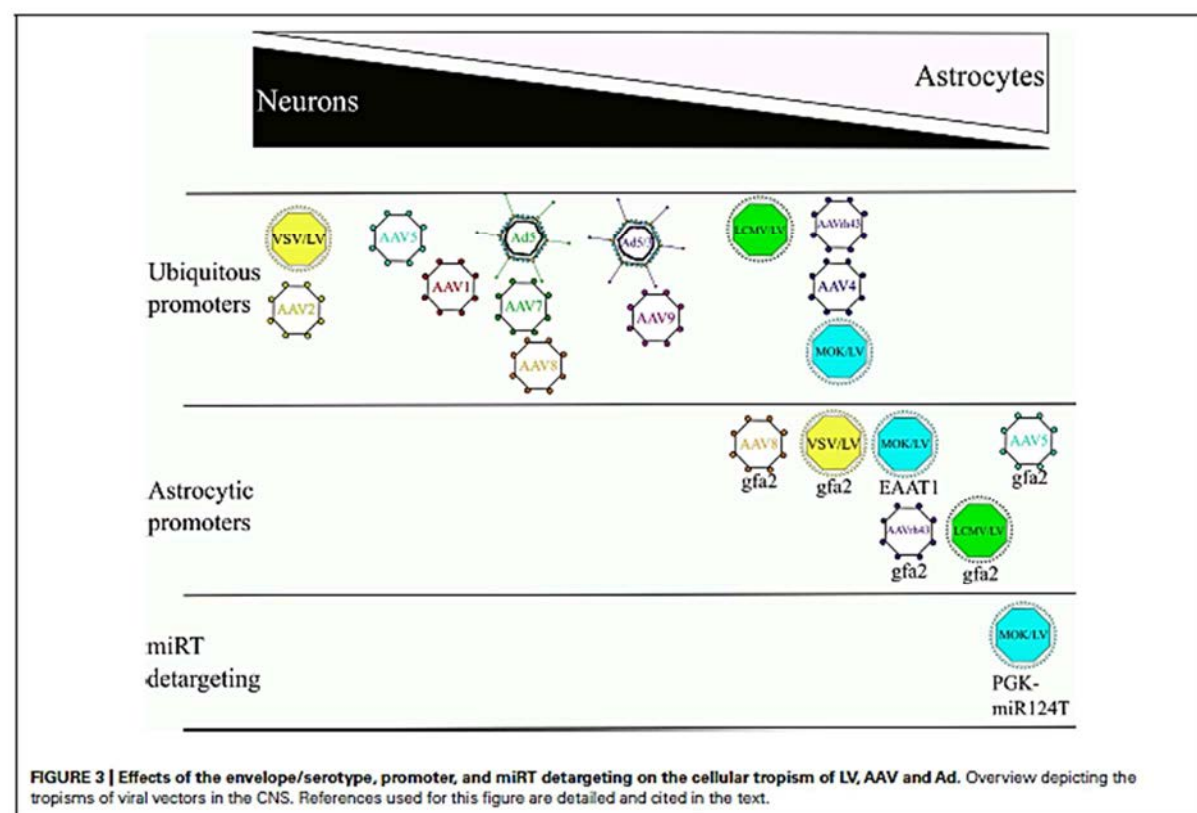 Astrocytes
Neurons
Ubiquitous
promoters
VSV/LV
AAV5
Ad5
Ad5/3
LCMV/LV
AAVrh43
AAV2
AAV1
AAV7
AAV9
AAV4
AAV8
MOK/LV
Astrocytic
promoters
AAV8
gfa2
VSV/LV
gfa2
MOK/LV
EAAT1
AAV5
gfa2
AAVrh43
gfa2
LCMV/LV
gfa2
miRT
detargeting
MOK/LV
PGK-
miR124T
FIGURE 3 | Effects of the envelope/serotype, promoter, and miRT detargeting on the cellular tropism of LV, AAV and Ad. Overview depicting the
tropisms of viral vectors in the CNS. References used for this figure are detailed and cited in the text.